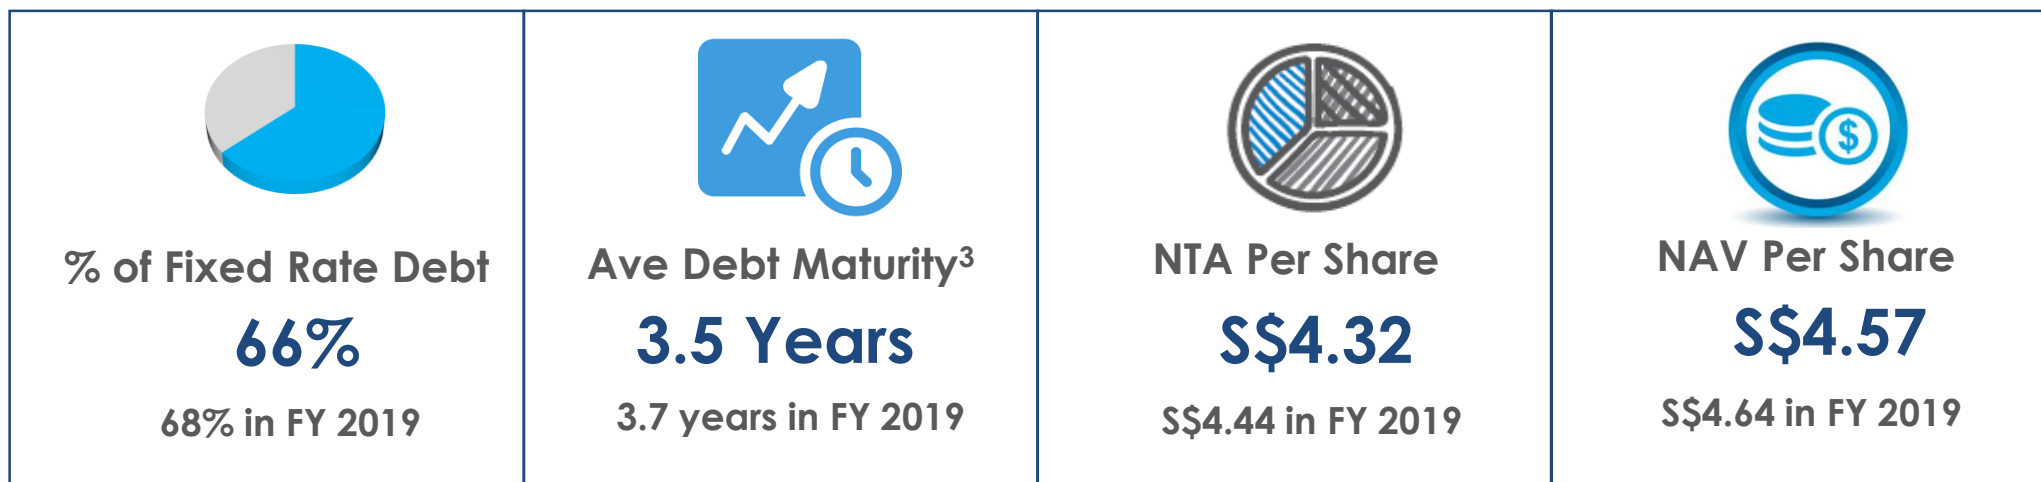 % of Fixed Rate Debt
66%
68% in FY 2019
Ave Debt Maturity³
3.5 Years
3.7 years in FY 2019
NTA Per Share
S$4.32
S$4.44 in FY 2019
$
NAV Per Share
S$4.57
S$4.64 in FY 2019